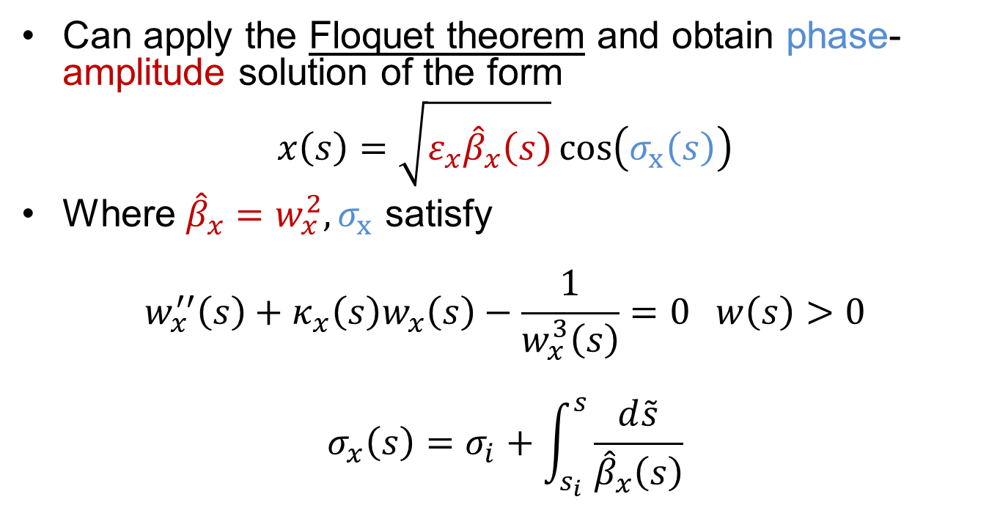 • Can apply the Floquet theorem and obtain phase-
amplitude solution of the form
$x(s) = \sqrt{\varepsilon_x \hat{\beta}_x(s)} \cos(\sigma_{\mathrm{x}}(s))$
• Where $\hat{\beta}_x = w_x^2, \sigma_{\mathrm{x}}$ satisfy
$w_x''(s) + \kappa_x(s) w_x(s) - \frac{1}{w_x^3(s)} = 0 \;\; w(s) > 0$
$\sigma_x(s) = \sigma_i + \int_{s_i}^{s} \frac{d\tilde{s}}{\hat{\beta}_x(s)}$